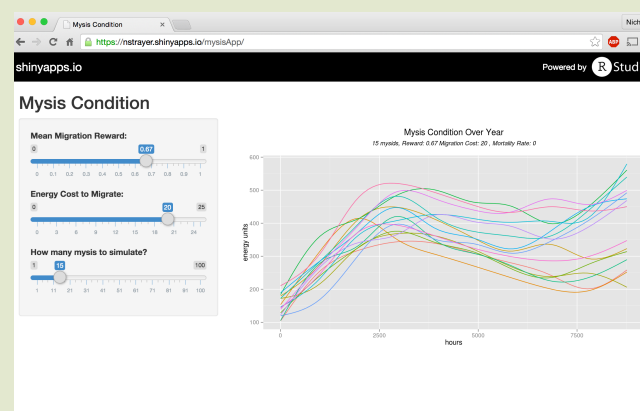 Mysis Condition
Nich
https://nstrayer.shinyapps.io/mysisApp/
ABP
shinyapps.io
Powered by R Stud
Mysis Condition
Mean Migration Reward:
0 0.67 1
0 0.1 0.2 0.3 0.4 0.5 0.6 0.7 0.8 0.9 1
Energy Cost to Migrate:
0 20 25
1 3 6 9 12 15 18 21 24
How many mysis to simulate?
1 15 100
1 11 21 31 41 51 61 71 81 91 100
Mysis Condition Over Year
15 mysids, Reward: 0.67 Migration Cost: 20 , Mortality Rate: 0
600
500
400
300
200
100
energy units
0 2500 5000 7500
hours